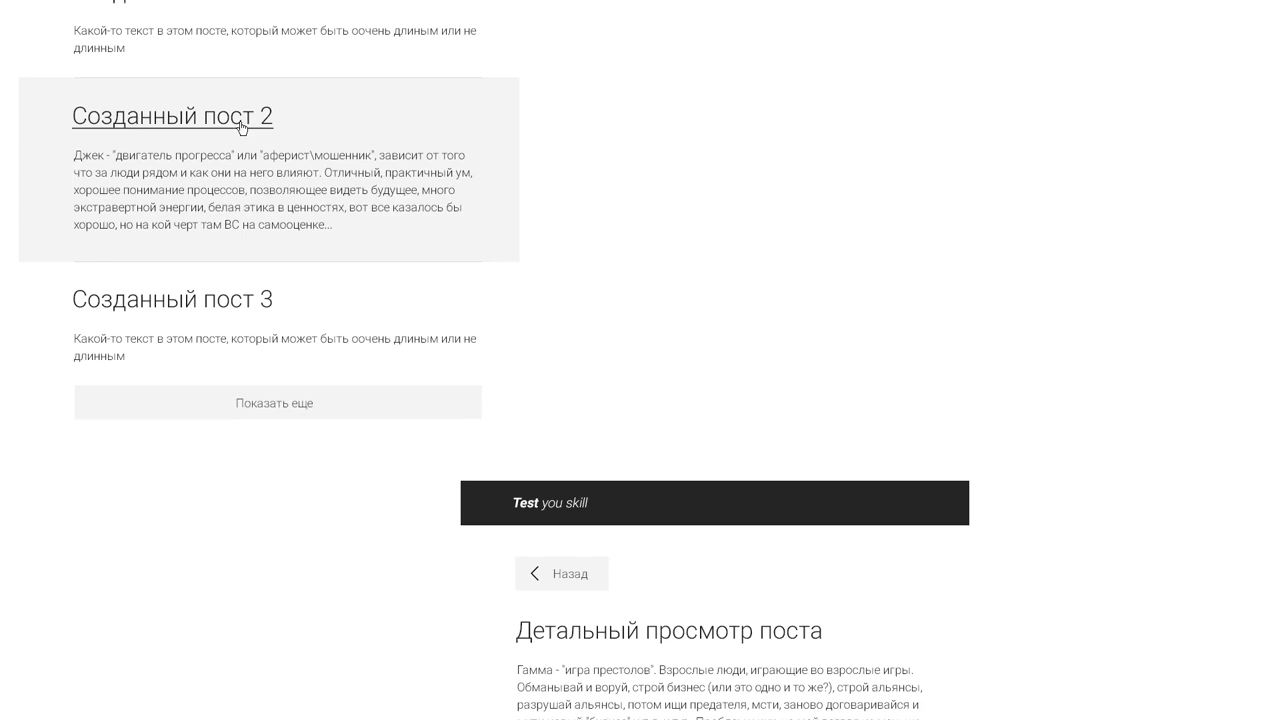 Какой-то текст в этом посте, который может быть оочень длиным или не
длинным
Созданный пост 2
Джек - "двигатель прогресса" или "аферист\мошенник", зависит от того
что за люди рядом и как они на него влияют. Отличный, практичный ум,
хорошее понимание процессов, позволяющее видеть будущее, много
экстравертной энергии, белая этика в ценностях, вот все казалось бы
хорошо, но на кой черт там ВС на самооценке...
Созданный пост 3
Какой-то текст в этом посте, который может быть оочень длиным или не
длинным
Показать еще
Test you skill
Назад
Детальный просмотр поста
Гамма - "игра престолов". Взрослые люди, играющие во взрослые игры.
Обманывай и воруй, строй бизнес (или это одно и то же?), строй альянсы,
разрушай альянсы, потом ищи предателя, мсти, заново договаривайся и